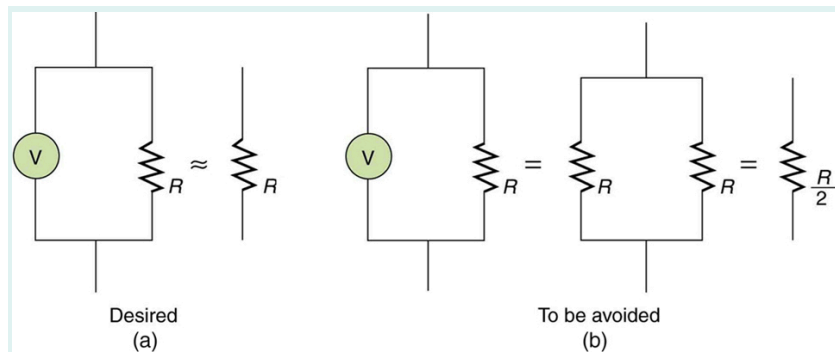 V
R
≈
R
V
R
=
R
R
=
R
2
Desired
(a)
To be avoided
(b)